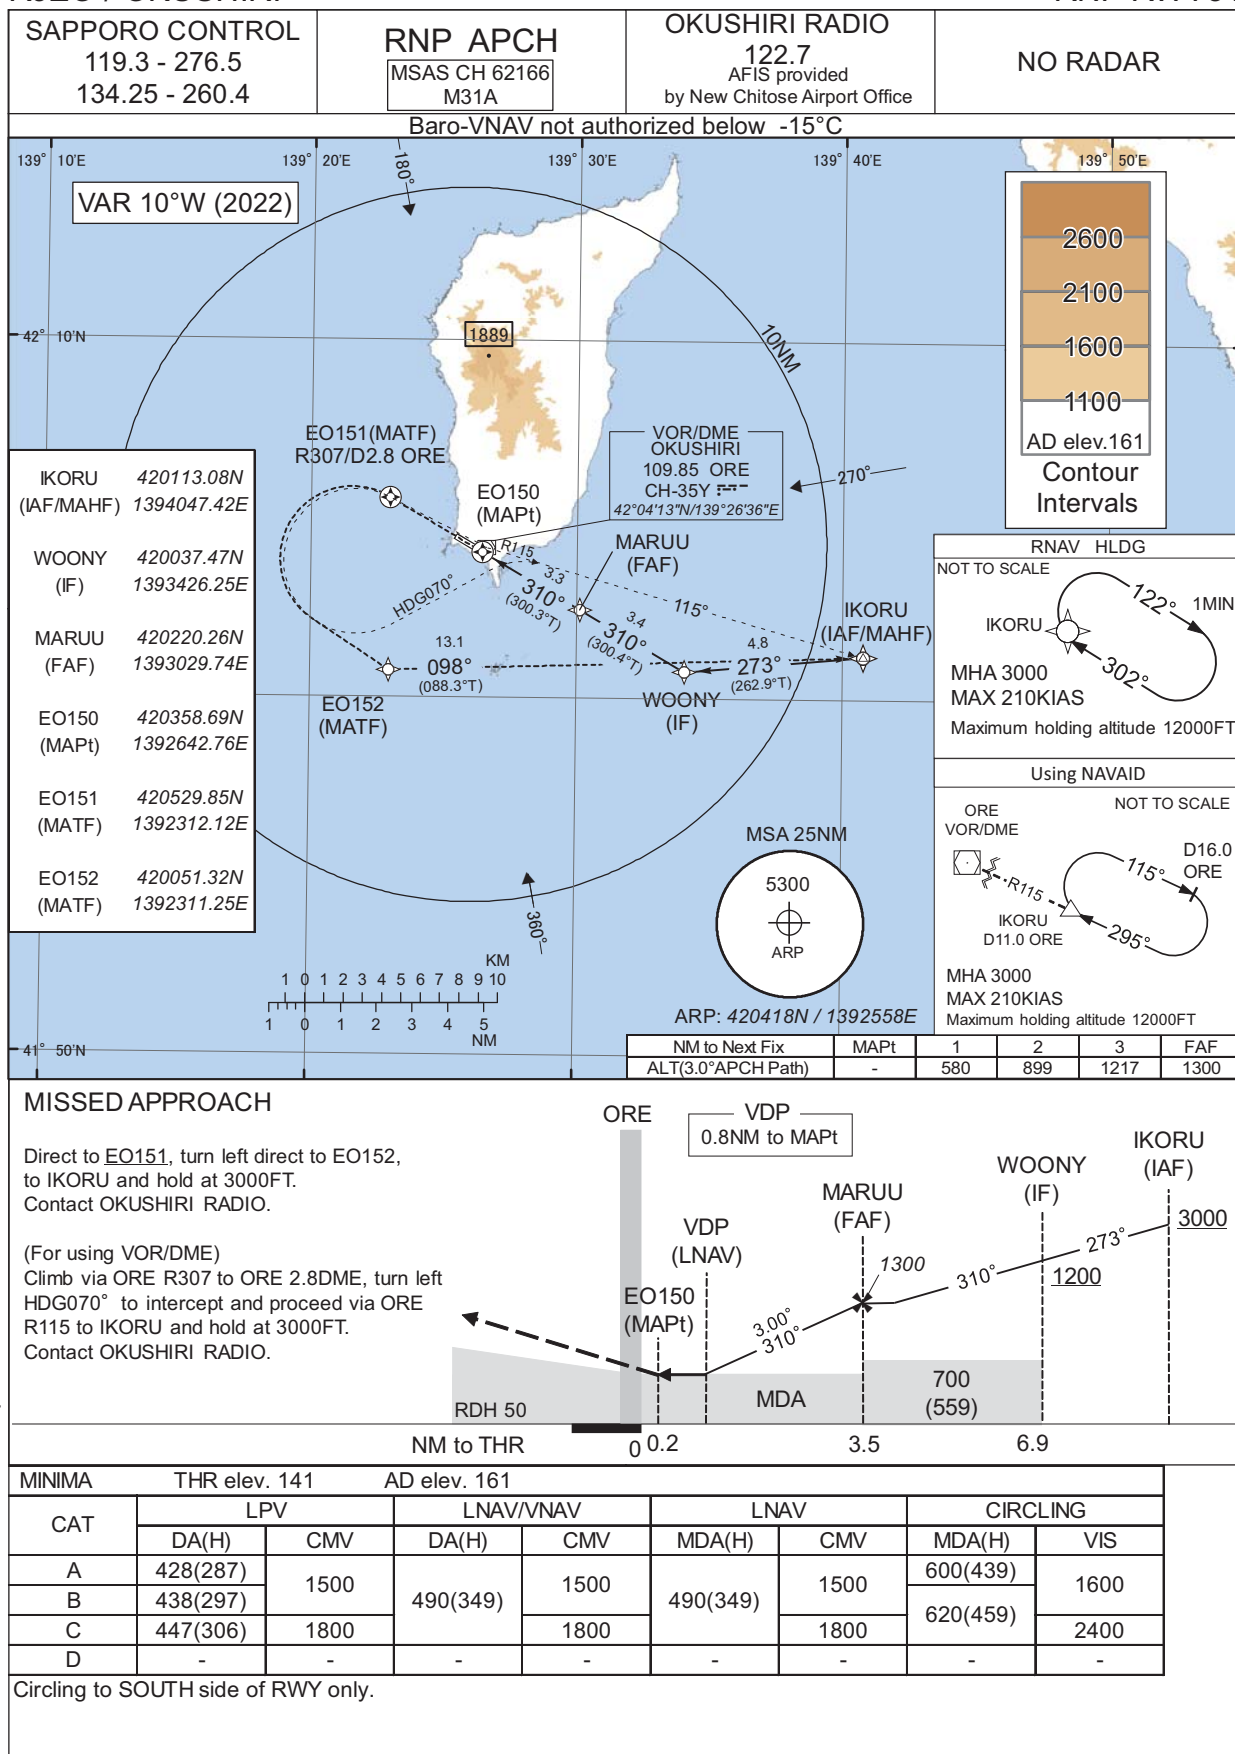 SAPPORO CONTROL
119.3 - 276.5
134.25 - 260.4
RNP APCH
MSAS CH 62166
M31A
OKUSHIRI RADIO
122.7
AFIS provided
by New Chitose Airport Office
NO RADAR
Baro-VNAV not authorized below -15°C
139° 10'E
139° 20'E
139° 30'E
139° 40'E
139° 50'E
VAR 10°W (2022)
180°
2600
2100
1600
1100
AD elev.161
Contour
Intervals
42° 10'N
1889
10NM
EO151(MATF)
R307/D2.8 ORE
VOR/DME
OKUSHIRI
109.85 ORE
CH-35Y
42°04'13"N/139°26'36"E
270°
EO150
(MAPt)
R115
MARUU
(FAF)
3.3
310°
(300.3°T)
HDG070°
115°
3.4
310°
(300.4°T)
IKORU
(IAF/MAHF)
4.8
273°
(262.9°T)
13.1
098°
(088.3°T)
EO152
(MATF)
WOONY
(IF)
IKORU 420113.08N
(IAF/MAHF) 1394047.42E
WOONY 420037.47N
(IF) 1393426.25E
MARUU 420220.26N
(FAF) 1393029.74E
EO150 420358.69N
(MAPt) 1392642.76E
EO151 420529.85N
(MATF) 1392312.12E
EO152 420051.32N
(MATF) 1392311.25E
RNAV HLDG
NOT TO SCALE
122°
1MIN
IKORU
302°
MHA 3000
MAX 210KIAS
Maximum holding altitude 12000FT
Using NAVAID
NOT TO SCALE
ORE
VOR/DME
D16.0
ORE
115°
R115
IKORU
D11.0 ORE
295°
MHA 3000
MAX 210KIAS
Maximum holding altitude 12000FT
MSA 25NM
5300
ARP
ARP: 420418N / 1392558E
360°
KM
1 0 1 2 3 4 5 6 7 8 9 10
1 0 1 2 3 4 5
NM
41° 50'N
NM to Next Fix MAPt 1 2 3 FAF
ALT(3.0°APCH Path) - 580 899 1217 1300
MISSED APPROACH
Direct to EO151, turn left direct to EO152,
to IKORU and hold at 3000FT.
Contact OKUSHIRI RADIO.
(For using VOR/DME)
Climb via ORE R307 to ORE 2.8DME, turn left
HDG070° to intercept and proceed via ORE
R115 to IKORU and hold at 3000FT.
Contact OKUSHIRI RADIO.
ORE
VDP
0.8NM to MAPt
IKORU
(IAF)
WOONY
(IF)
MARUU
(FAF)
VDP
(LNAV)
EO150
(MAPt)
3000
273°
1200
310°
1300
3.00°
310°
700
(559)
MDA
RDH 50
NM to THR 0 0.2 3.5 6.9
MINIMA THR elev. 141 AD elev. 161
CAT LPV LNAV/VNAV LNAV CIRCLING
DA(H) CMV DA(H) CMV MDA(H) CMV MDA(H) VIS
A 428(287) 1500 490(349) 1500 490(349) 1500 600(439) 1600
B 438(297) 620(459)
C 447(306) 1800 1800 1800 2400
D - - - - - - - -
Circling to SOUTH side of RWY only.